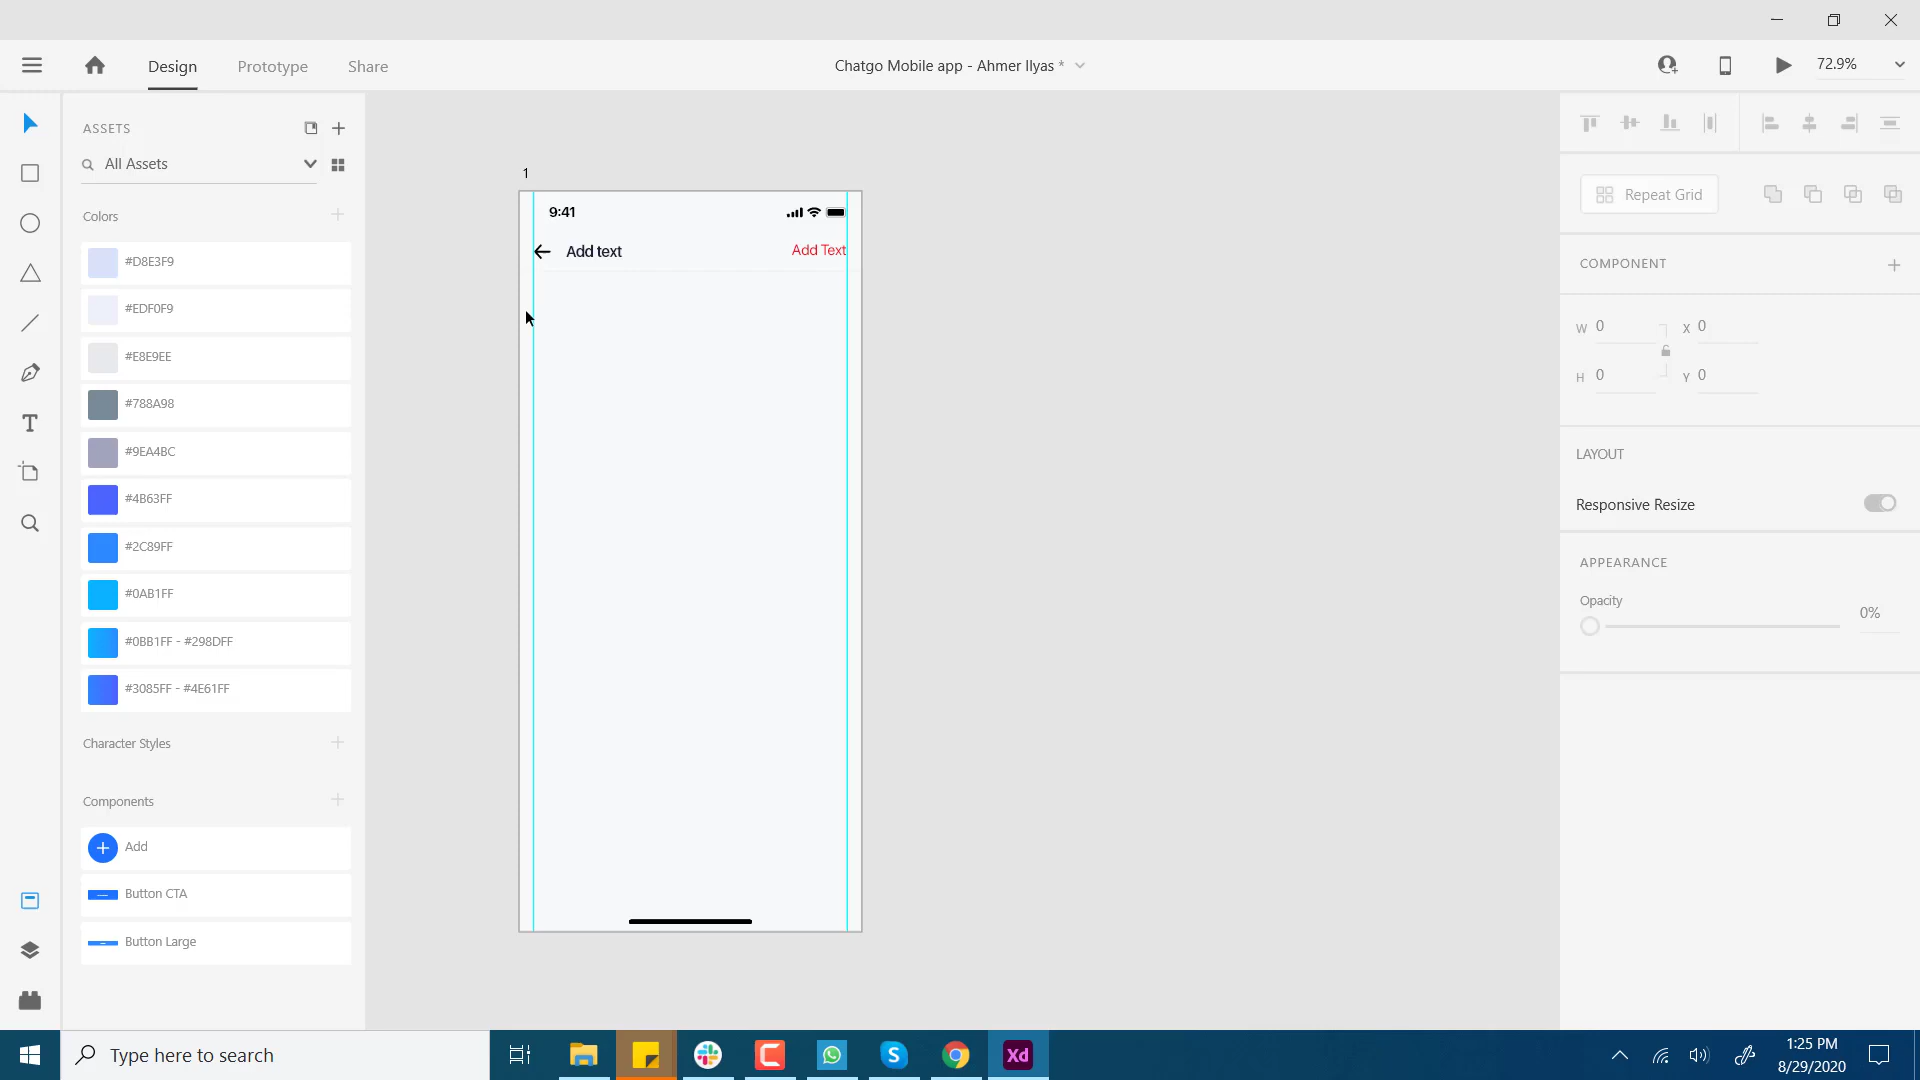 Design
Prototype
Share
Chatgo Mobile app - Ahmer Ilyas *
72.9%
ASSETS
All Assets
Colors
#D8E3F9
#EDF0F9
#E8E9EE
#788A98
#9EA4BC
#4B63FF
#2C89FF
#0AB1FF
#0BB1FF - #298DFF
#3085FF - #4E61FF
Character Styles
Components
Add
Button CTA
Button Large
1
9:41
Add text
Add Text
Repeat Grid
COMPONENT
W 0
X 0
H 0
Y 0
LAYOUT
Responsive Resize
APPEARANCE
Opacity
0%
Type here to search
Xd
1:25 PM
8/29/2020